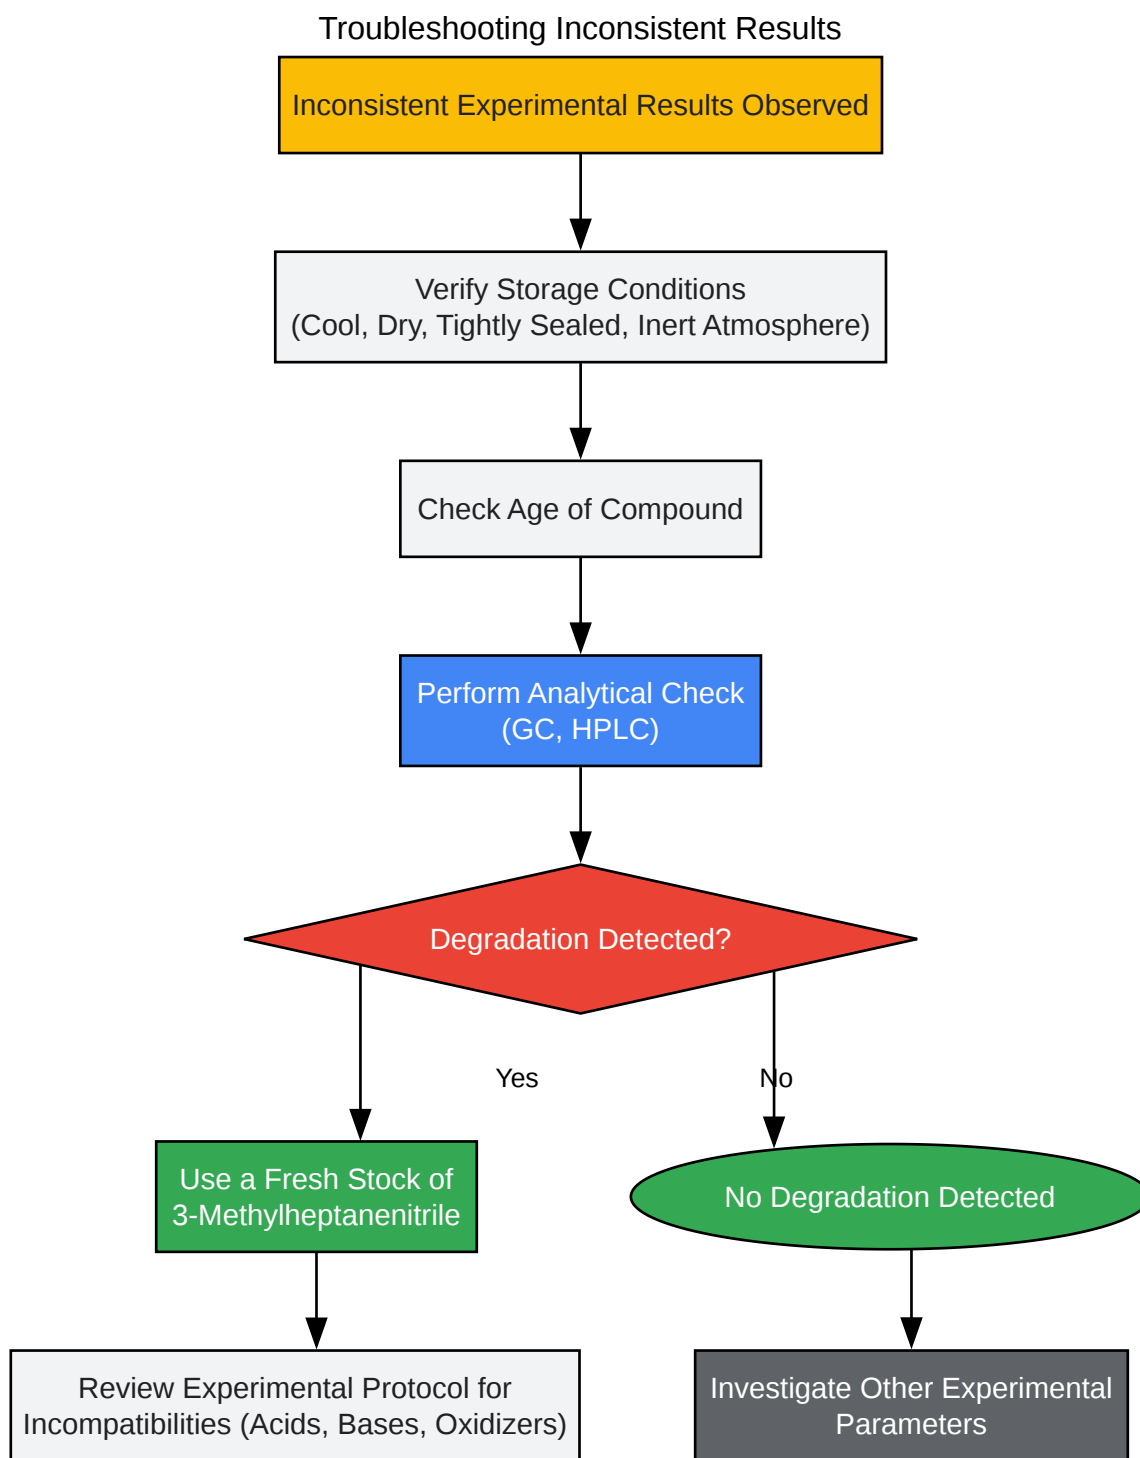 Troubleshooting Inconsistent Results
Inconsistent Experimental Results Observed
Verify Storage Conditions
(Cool, Dry, Tightly Sealed, Inert Atmosphere)
Check Age of Compound
Perform Analytical Check
(GC, HPLC)
Degradation Detected?
Yes
No
Use a Fresh Stock of
3-Methylheptanenitrile
No Degradation Detected
Review Experimental Protocol for
Incompatibilities (Acids, Bases, Oxidizers)
Investigate Other Experimental
Parameters